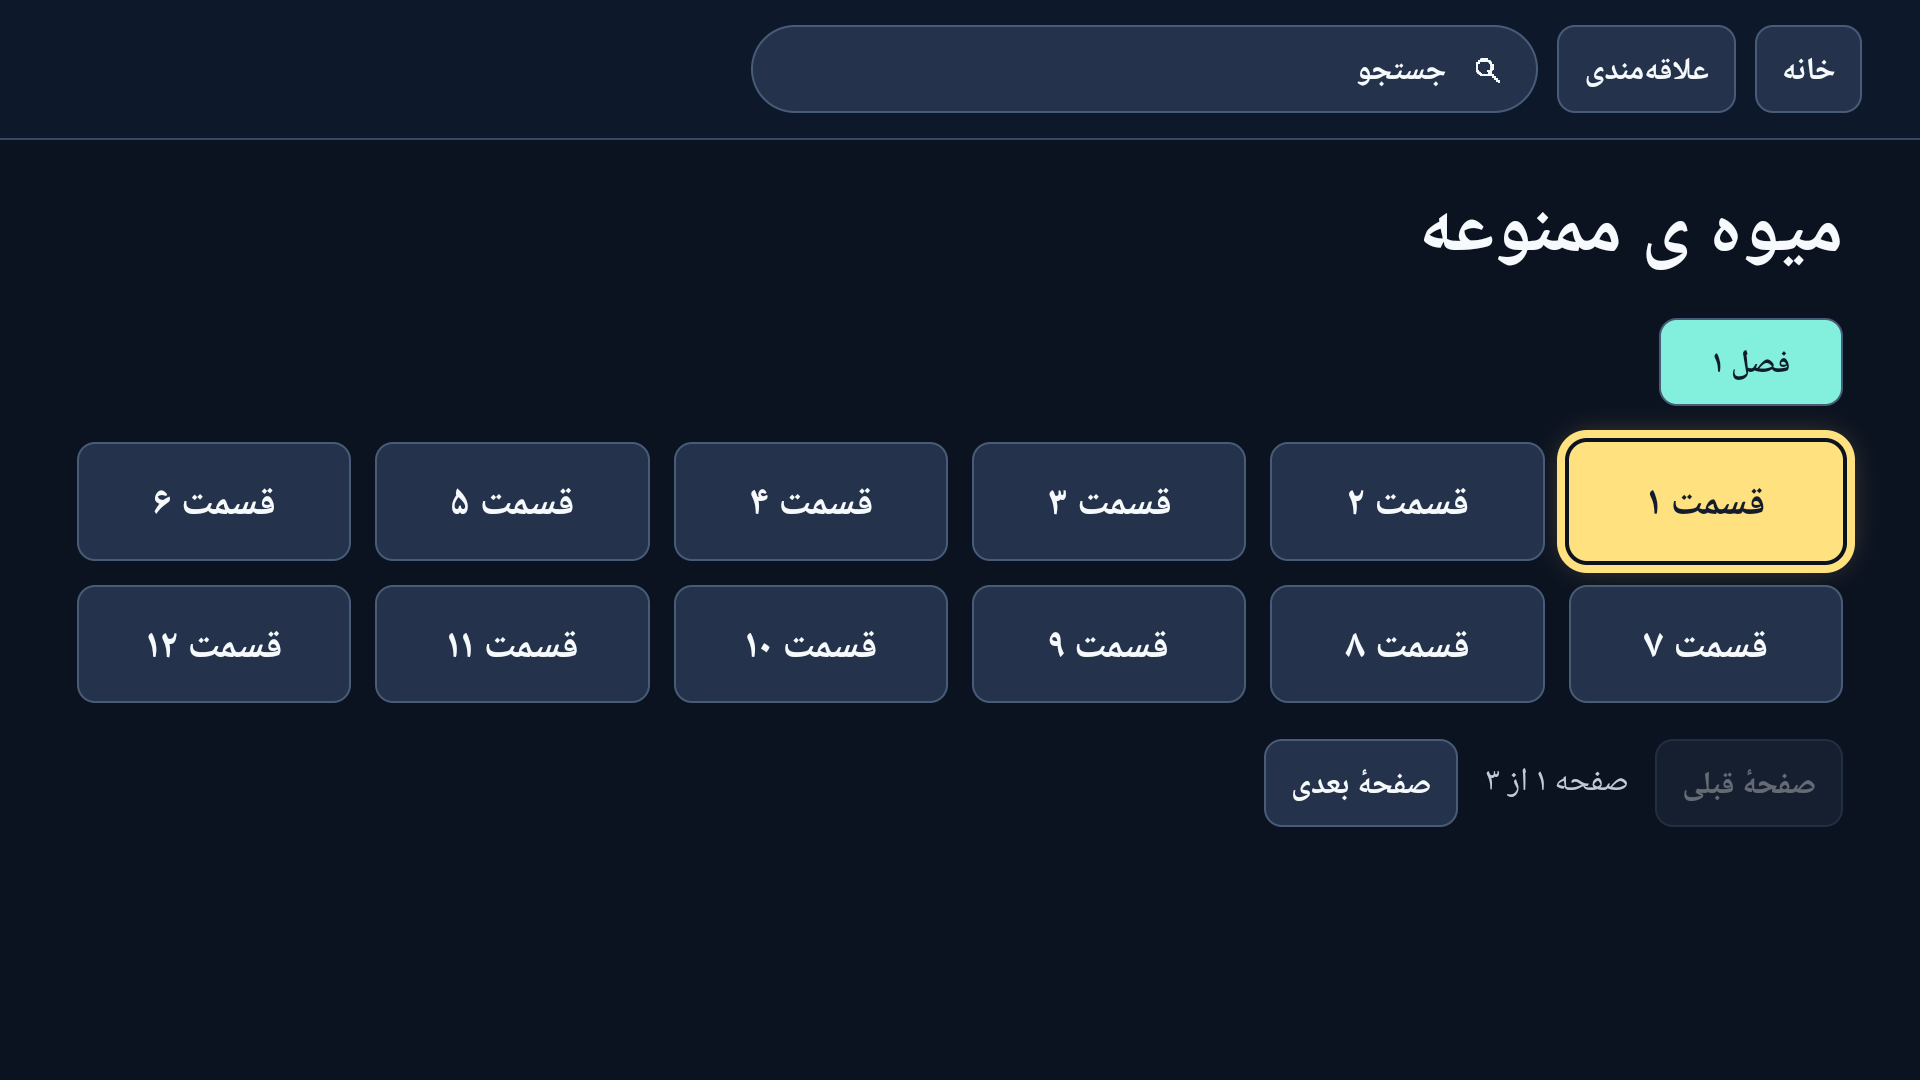 خانه
علاقه‌مندی
جستجو
میوه ی ممنوعه
فصل ۱
قسمت ۱
قسمت ۲
قسمت ۳
قسمت ۴
قسمت ۵
قسمت ۶
قسمت ۷
قسمت ۸
قسمت ۹
قسمت ۱۰
قسمت ۱۱
قسمت ۱۲
صفحهٔ قبلی
صفحه ۱ از ۳
صفحهٔ بعدی